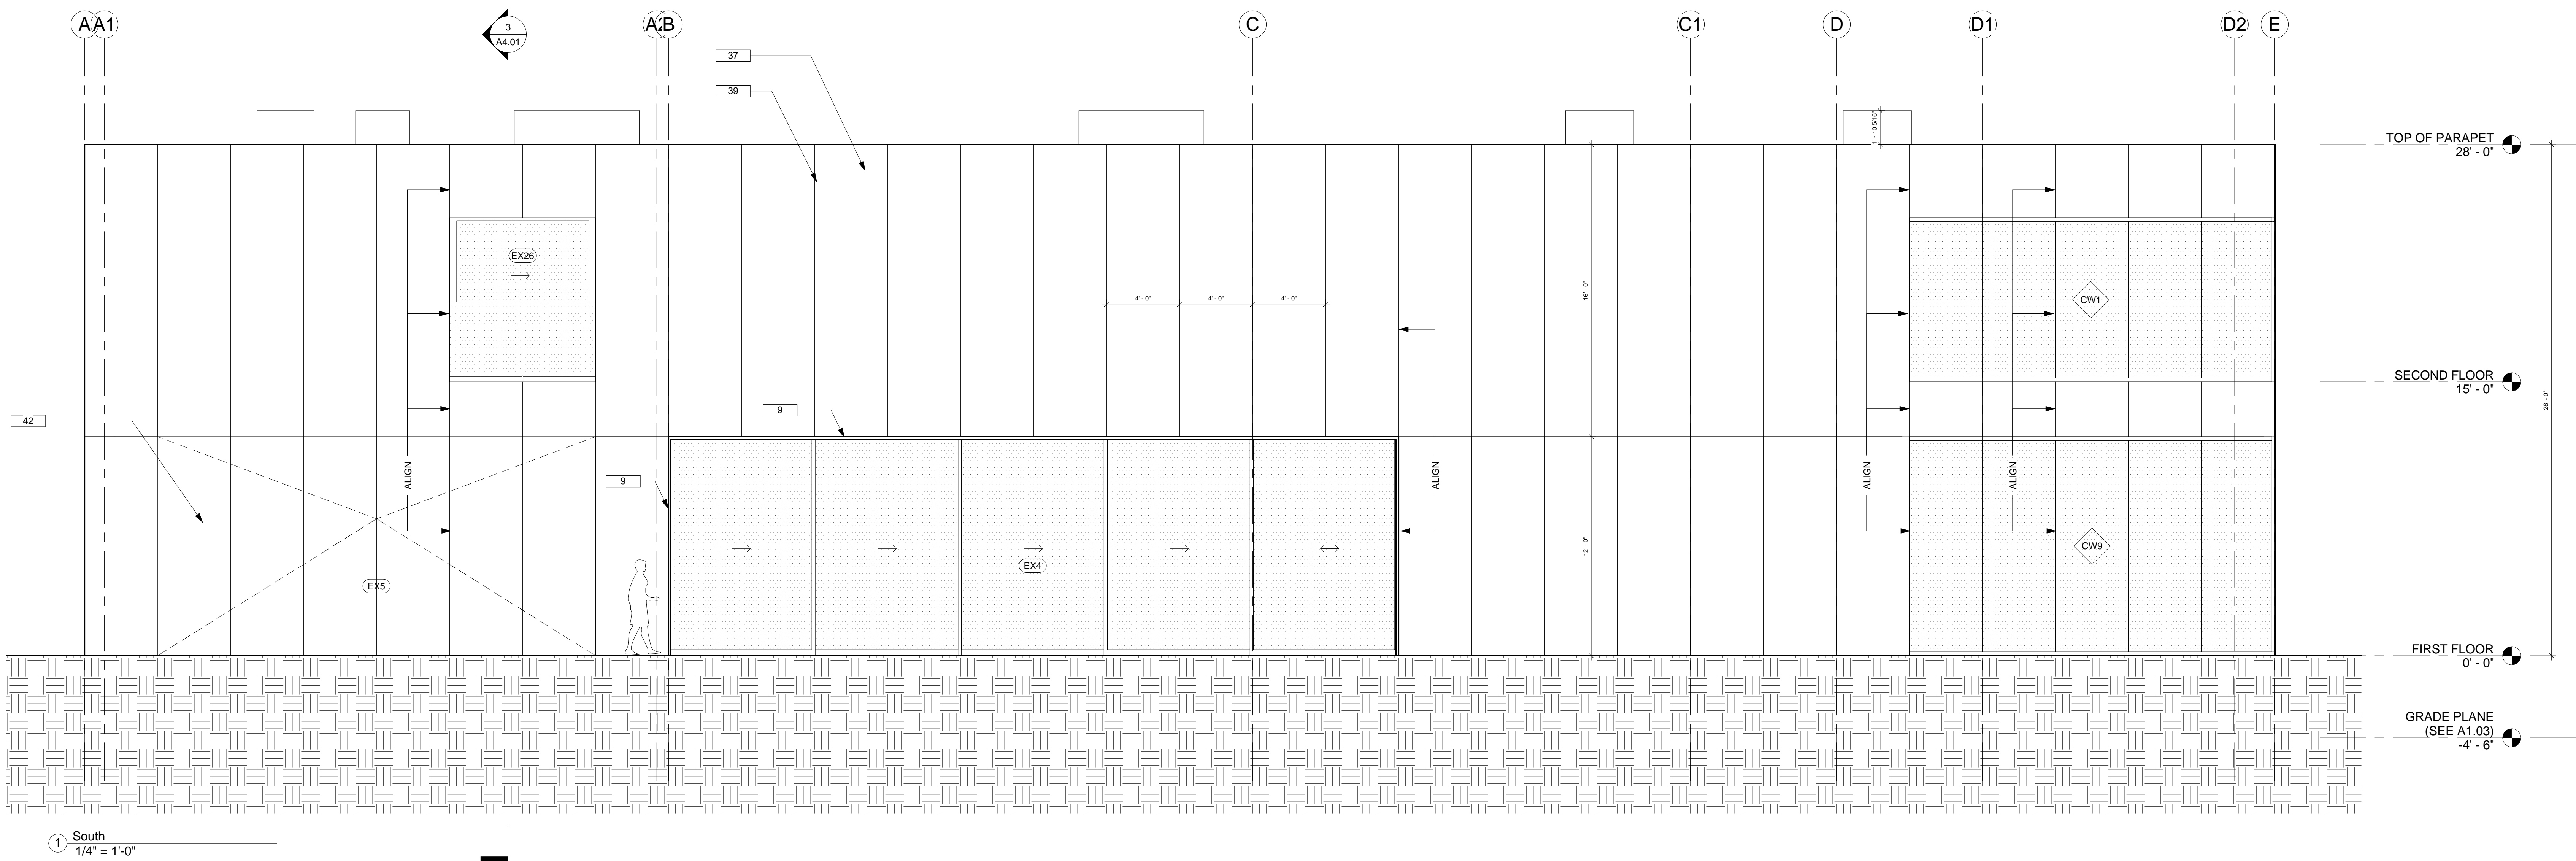 A
A1
3
A4.01
A2
B
C
C1
D
D1
D2
E
37
39
1' - 10 5/16"
TOP OF PARAPET
28' - 0"
EX26
4' - 0"
4' - 0"
4' - 0"
16' - 0"
CW1
SECOND FLOOR
15' - 0"
28' - 0"
42
9
9
ALIGN
ALIGN
ALIGN
ALIGN
EX5
EX4
12' - 0"
CW9
FIRST FLOOR
0' - 0"
GRADE PLANE
(SEE A1.03)
-4' - 6"
1
South
1/4" = 1'-0"